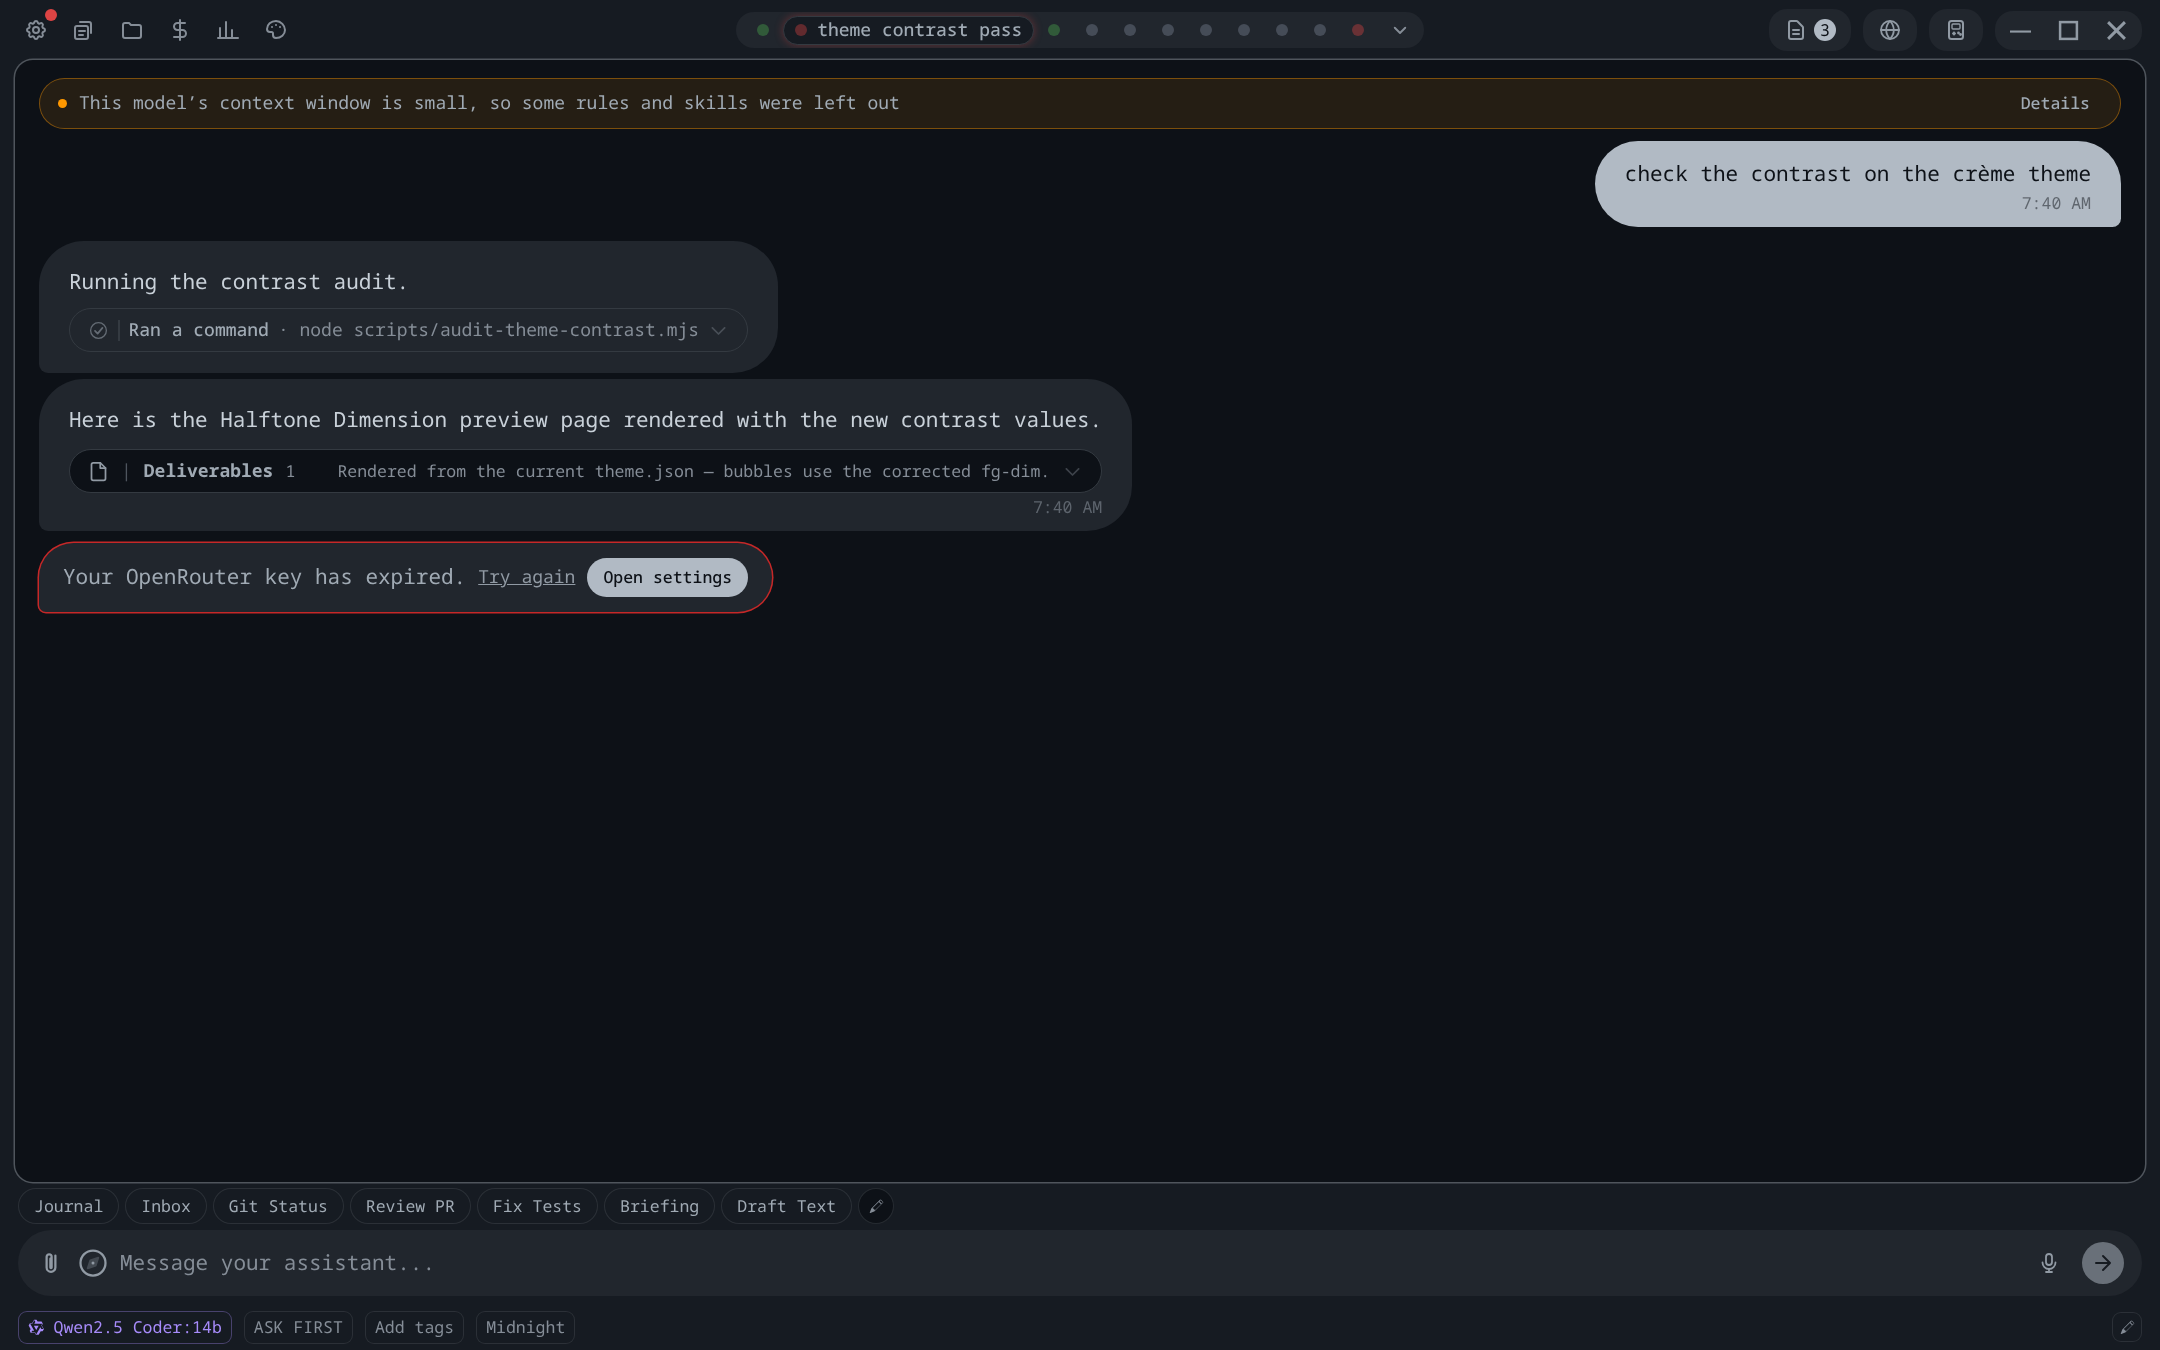 theme contrast pass
3
This model’s context window is small, so some rules and skills were left out
Details
check the contrast on the crème theme
7:40 AM
Running the contrast audit.
Ran a command · node scripts/audit-theme-contrast.mjs
Here is the Halftone Dimension preview page rendered with the new contrast values.
Deliverables 1 Rendered from the current theme.json — bubbles use the corrected fg-dim.
7:40 AM
Your OpenRouter key has expired. Try again Open settings
Journal Inbox Git Status Review PR Fix Tests Briefing Draft Text
Message your assistant...
Qwen2.5 Coder:14b ASK FIRST Add tags Midnight